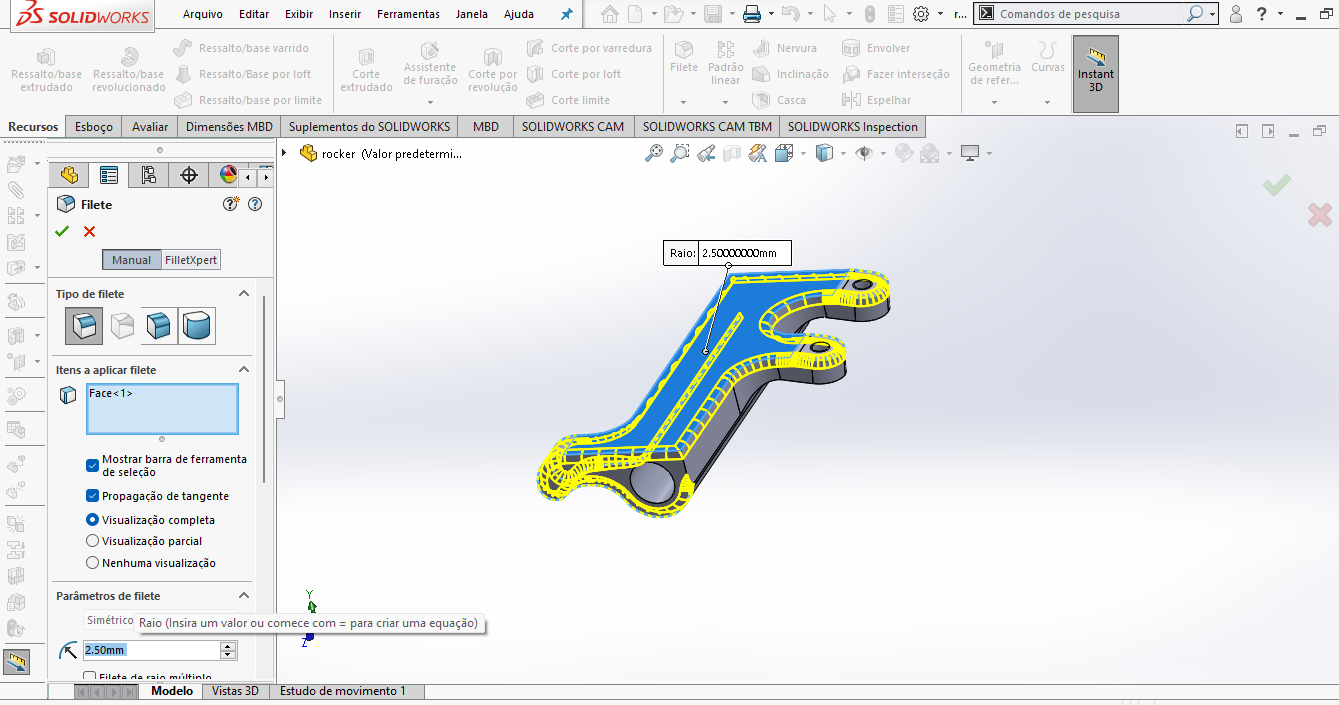 SOLIDWORKS
Arquivo Editar Exibir Inserir Ferramentas Janela Ajuda
r...
Comandos de pesquisa
?
Ressalto/base extrudado
Ressalto/base revolucionado
Ressalto/base varrido
Ressalto/Base por loft
Ressalto/base por limite
Corte extrudado
Assistente de furação
Corte por revolução
Corte por varredura
Corte por loft
Corte limite
Filete
Padrão linear
Nervura
Inclinação
Casca
Envolver
Fazer interseção
Espelhar
Geometria de refer...
Curvas
Instant 3D
Recursos Esboço Avaliar Dimensões MBD Suplementos do SOLIDWORKS MBD SOLIDWORKS CAM SOLIDWORKS CAM TBM SOLIDWORKS Inspection
rocker (Valor predetermi...
Filete
Manual FilletXpert
Tipo de filete
Itens a aplicar filete
Face<1>
Mostrar barra de ferramenta
de seleção
Propagação de tangente
Visualização completa
Visualização parcial
Nenhuma visualização
Parâmetros de filete
Simétrico
Raio (Insira um valor ou comece com = para criar uma equação)
2.50mm
Filete de raio múltiplo
Raio: 2.50000000mm
Y
Z
Modelo Vistas 3D Estudo de movimento 1